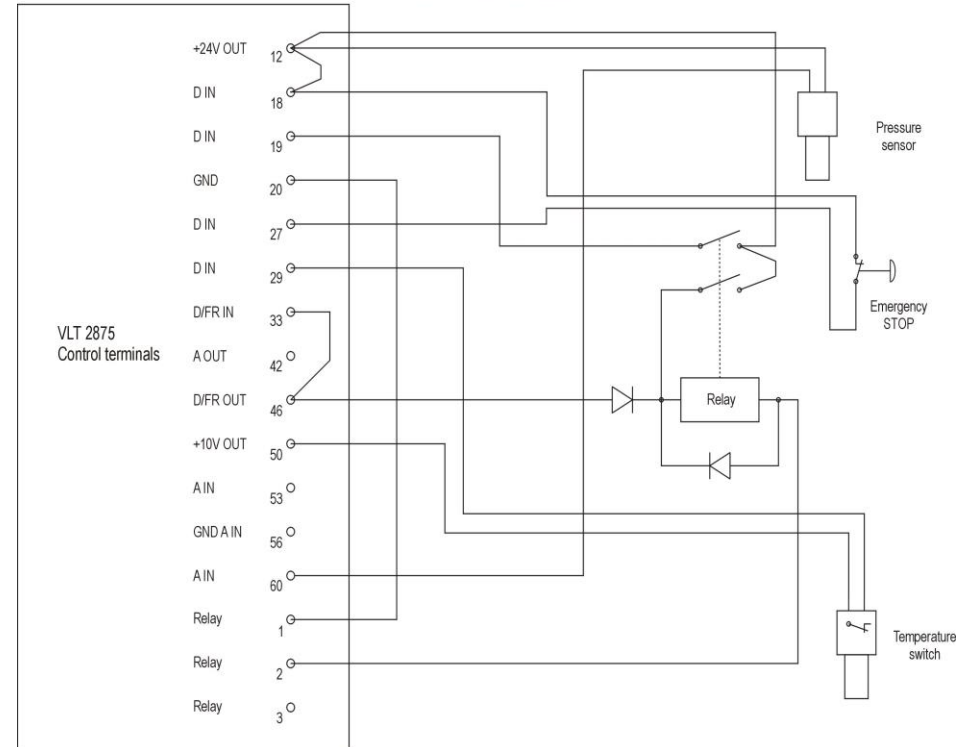 +24V OUT 12
D IN 18
D IN 19
GND 20
D IN 27
D IN 29
D/FR IN 33
A OUT 42
D/FR OUT 46
+10V OUT 50
A IN 53
GND A IN 56
A IN 60
Relay 1
Relay 2
Relay 3
VLT 2875
Control terminals
Pressure
sensor
Emergency
STOP
Relay
Temperature
switch